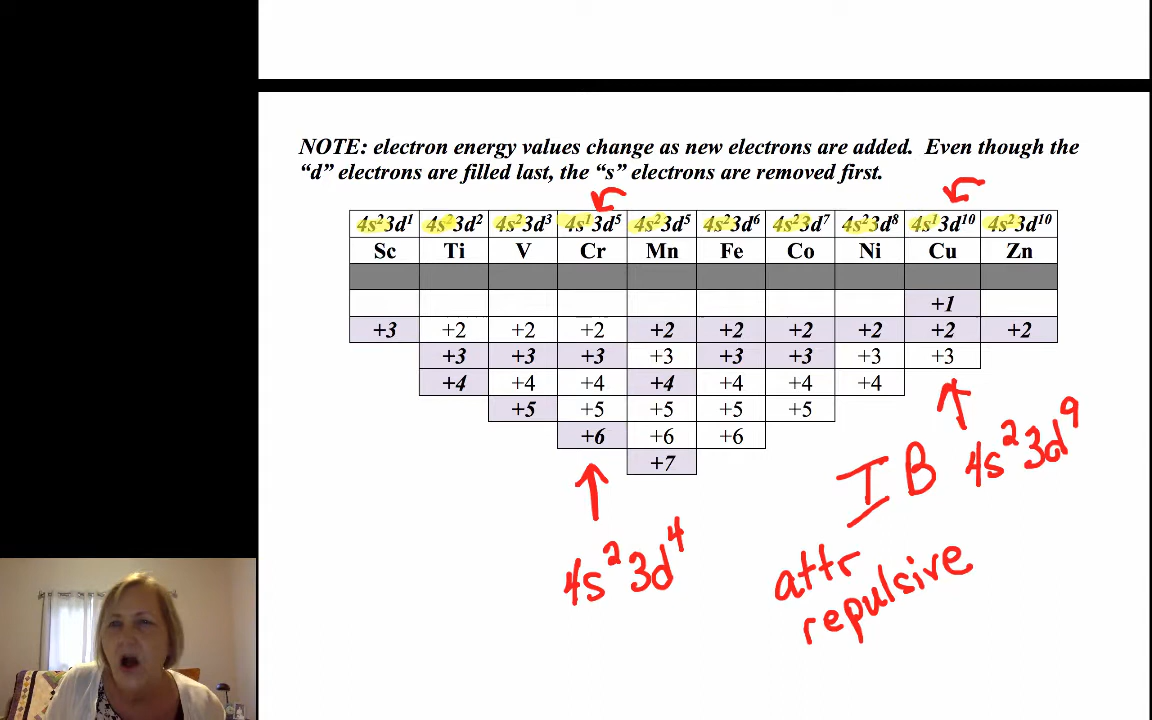 NOTE: electron energy values change as new electrons are added. Even though the
“d” electrons are filled last, the “s” electrons are removed first.
4s²3d¹ 4s²3d² 4s²3d³ 4s¹3d⁵ 4s²3d⁵ 4s²3d⁶ 4s²3d⁷ 4s²3d⁸ 4s¹3d¹⁰ 4s²3d¹⁰
Sc Ti V Cr Mn Fe Co Ni Cu Zn
+1
+3 +2 +2 +2 +2 +2 +2 +2 +2 +2
+3 +3 +3 +3 +3 +3 +3 +3
+4 +4 +4 +4 +4 +4 +4
+5 +5 +5 +5 +5
+6 +6 +6
+7
IB 4s²3d⁹
4s²3d⁴
attr
repulsive